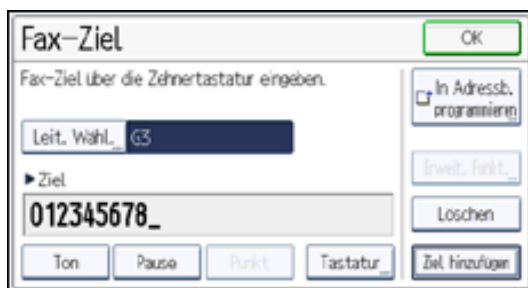 Fax-Ziel
OK
Fax-Ziel über die Zehnertastatur eingeben.
In Adressb.
programmieren
Leit. Wähl. G3
Erweit. Funkt.
►Ziel
012345678_
Löschen
Ton Pause Punkt Tastatur Ziel hinzufügen